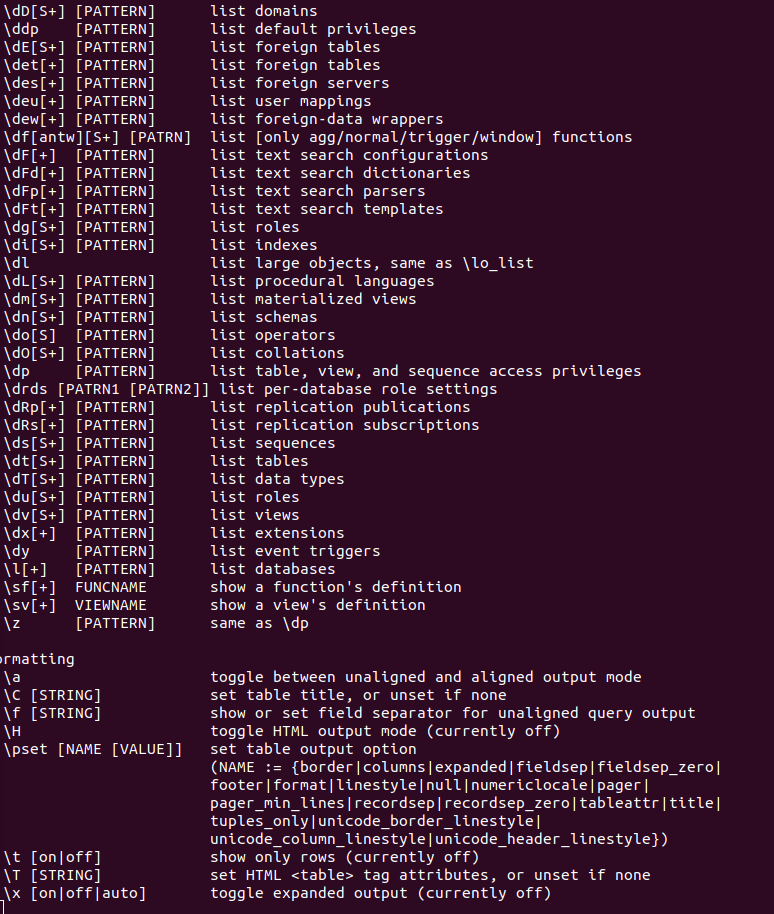 \dD[S+] [PATTERN]      list domains
\ddp    [PATTERN]      list default privileges
\dE[S+] [PATTERN]      list foreign tables
\det[+] [PATTERN]      list foreign tables
\des[+] [PATTERN]      list foreign servers
\deu[+] [PATTERN]      list user mappings
\dew[+] [PATTERN]      list foreign-data wrappers
\df[antw][S+] [PATRN]  list [only agg/normal/trigger/window] functions
\dF[+]  [PATTERN]      list text search configurations
\dFd[+] [PATTERN]      list text search dictionaries
\dFp[+] [PATTERN]      list text search parsers
\dFt[+] [PATTERN]      list text search templates
\dg[S+] [PATTERN]      list roles
\di[S+] [PATTERN]      list indexes
\dl                    list large objects, same as \lo_list
\dL[S+] [PATTERN]      list procedural languages
\dm[S+] [PATTERN]      list materialized views
\dn[S+] [PATTERN]      list schemas
\do[S]  [PATTERN]      list operators
\dO[S+] [PATTERN]      list collations
\dp     [PATTERN]      list table, view, and sequence access privileges
\drds [PATRN1 [PATRN2]] list per-database role settings
\dRp[+] [PATTERN]      list replication publications
\dRs[+] [PATTERN]      list replication subscriptions
\ds[S+] [PATTERN]      list sequences
\dt[S+] [PATTERN]      list tables
\dT[S+] [PATTERN]      list data types
\du[S+] [PATTERN]      list roles
\dv[S+] [PATTERN]      list views
\dx[+]  [PATTERN]      list extensions
\dy     [PATTERN]      list event triggers
\l[+]   [PATTERN]      list databases
\sf[+]  FUNCNAME       show a function's definition
\sv[+]  VIEWNAME       show a view's definition
\z      [PATTERN]      same as \dp
ormatting
\a                     toggle between unaligned and aligned output mode
\C [STRING]            set table title, or unset if none
\f [STRING]            show or set field separator for unaligned query output
\H                     toggle HTML output mode (currently off)
\pset [NAME [VALUE]]   set table output option
(NAME := {border|columns|expanded|fieldsep|fieldsep_zero|
footer|format|linestyle|null|numericlocale|pager|
pager_min_lines|recordsep|recordsep_zero|tableattr|title|
tuples_only|unicode_border_linestyle|
unicode_column_linestyle|unicode_header_linestyle})
\t [on|off]            show only rows (currently off)
\T [STRING]            set HTML <table> tag attributes, or unset if none
\x [on|off|auto]       toggle expanded output (currently off)